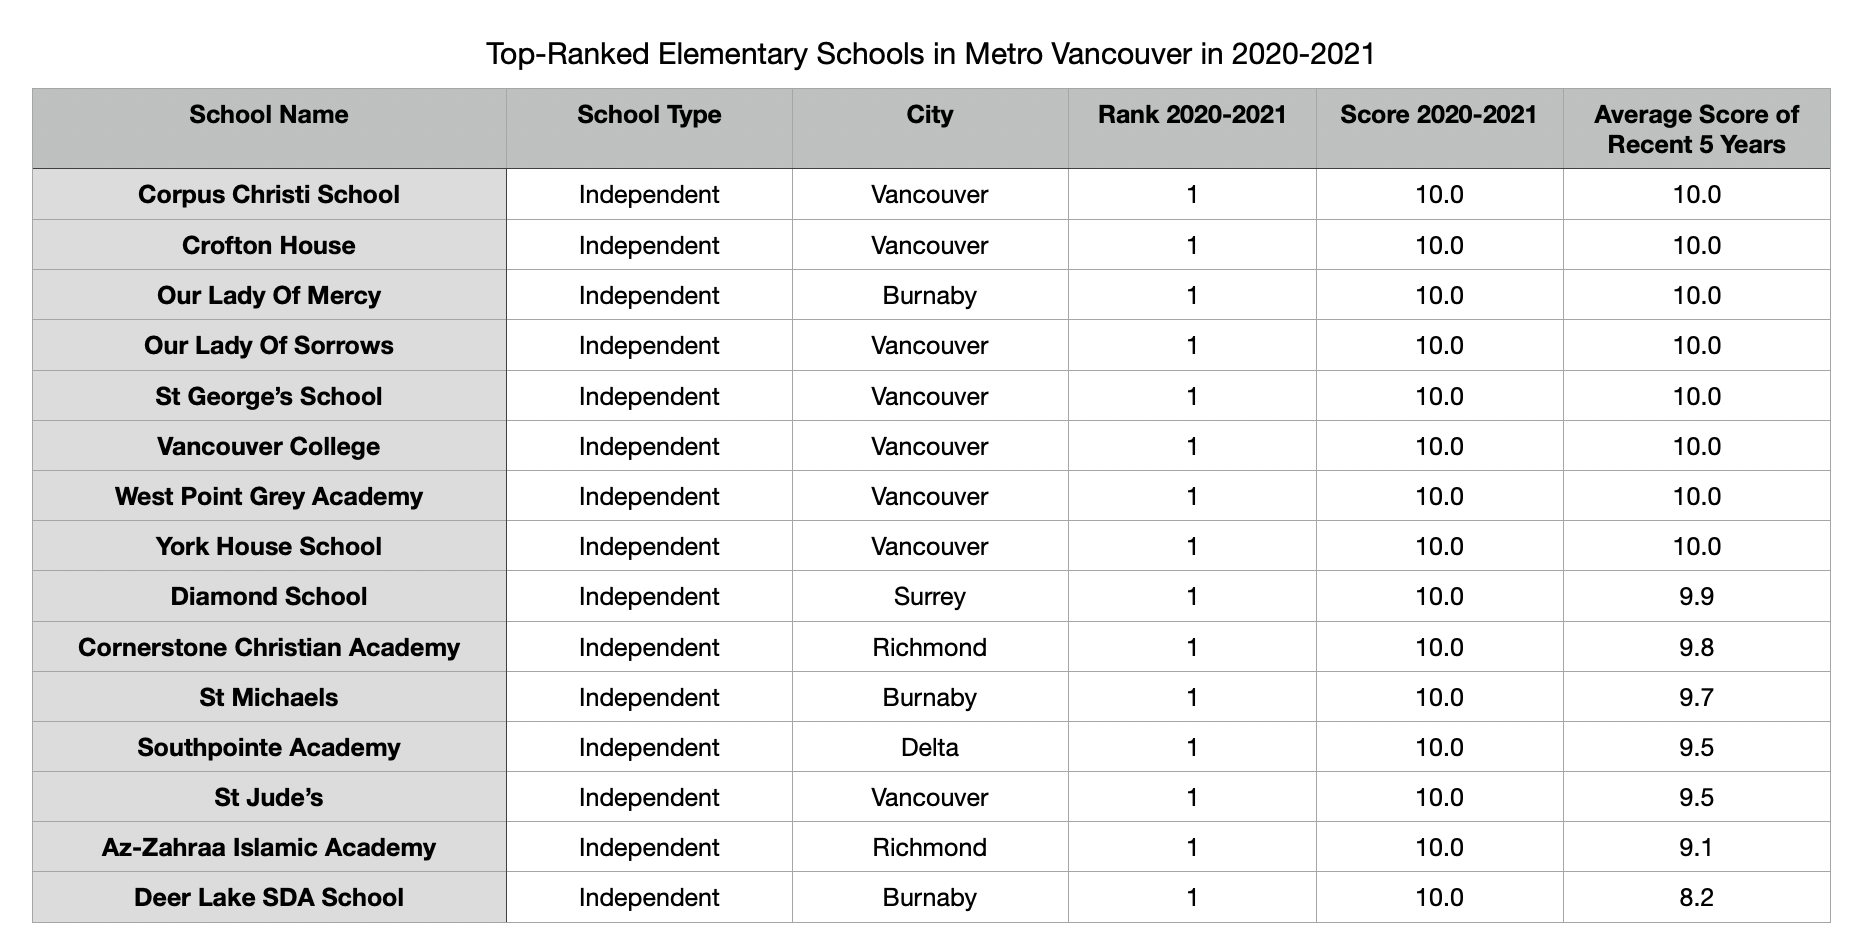 Top-Ranked Elementary Schools in Metro Vancouver in 2020-2021
School Name School Type City Rank 2020-2021 Score 2020-2021 Average Score of
Recent 5 Years
Corpus Christi School Independent Vancouver 1 10.0 10.0
Crofton House Independent Vancouver 1 10.0 10.0
Our Lady Of Mercy Independent Burnaby 1 10.0 10.0
Our Lady Of Sorrows Independent Vancouver 1 10.0 10.0
St George’s School Independent Vancouver 1 10.0 10.0
Vancouver College Independent Vancouver 1 10.0 10.0
West Point Grey Academy Independent Vancouver 1 10.0 10.0
York House School Independent Vancouver 1 10.0 10.0
Diamond School Independent Surrey 1 10.0 9.9
Cornerstone Christian Academy Independent Richmond 1 10.0 9.8
St Michaels Independent Burnaby 1 10.0 9.7
Southpointe Academy Independent Delta 1 10.0 9.5
St Jude’s Independent Vancouver 1 10.0 9.5
Az-Zahraa Islamic Academy Independent Richmond 1 10.0 9.1
Deer Lake SDA School Independent Burnaby 1 10.0 8.2